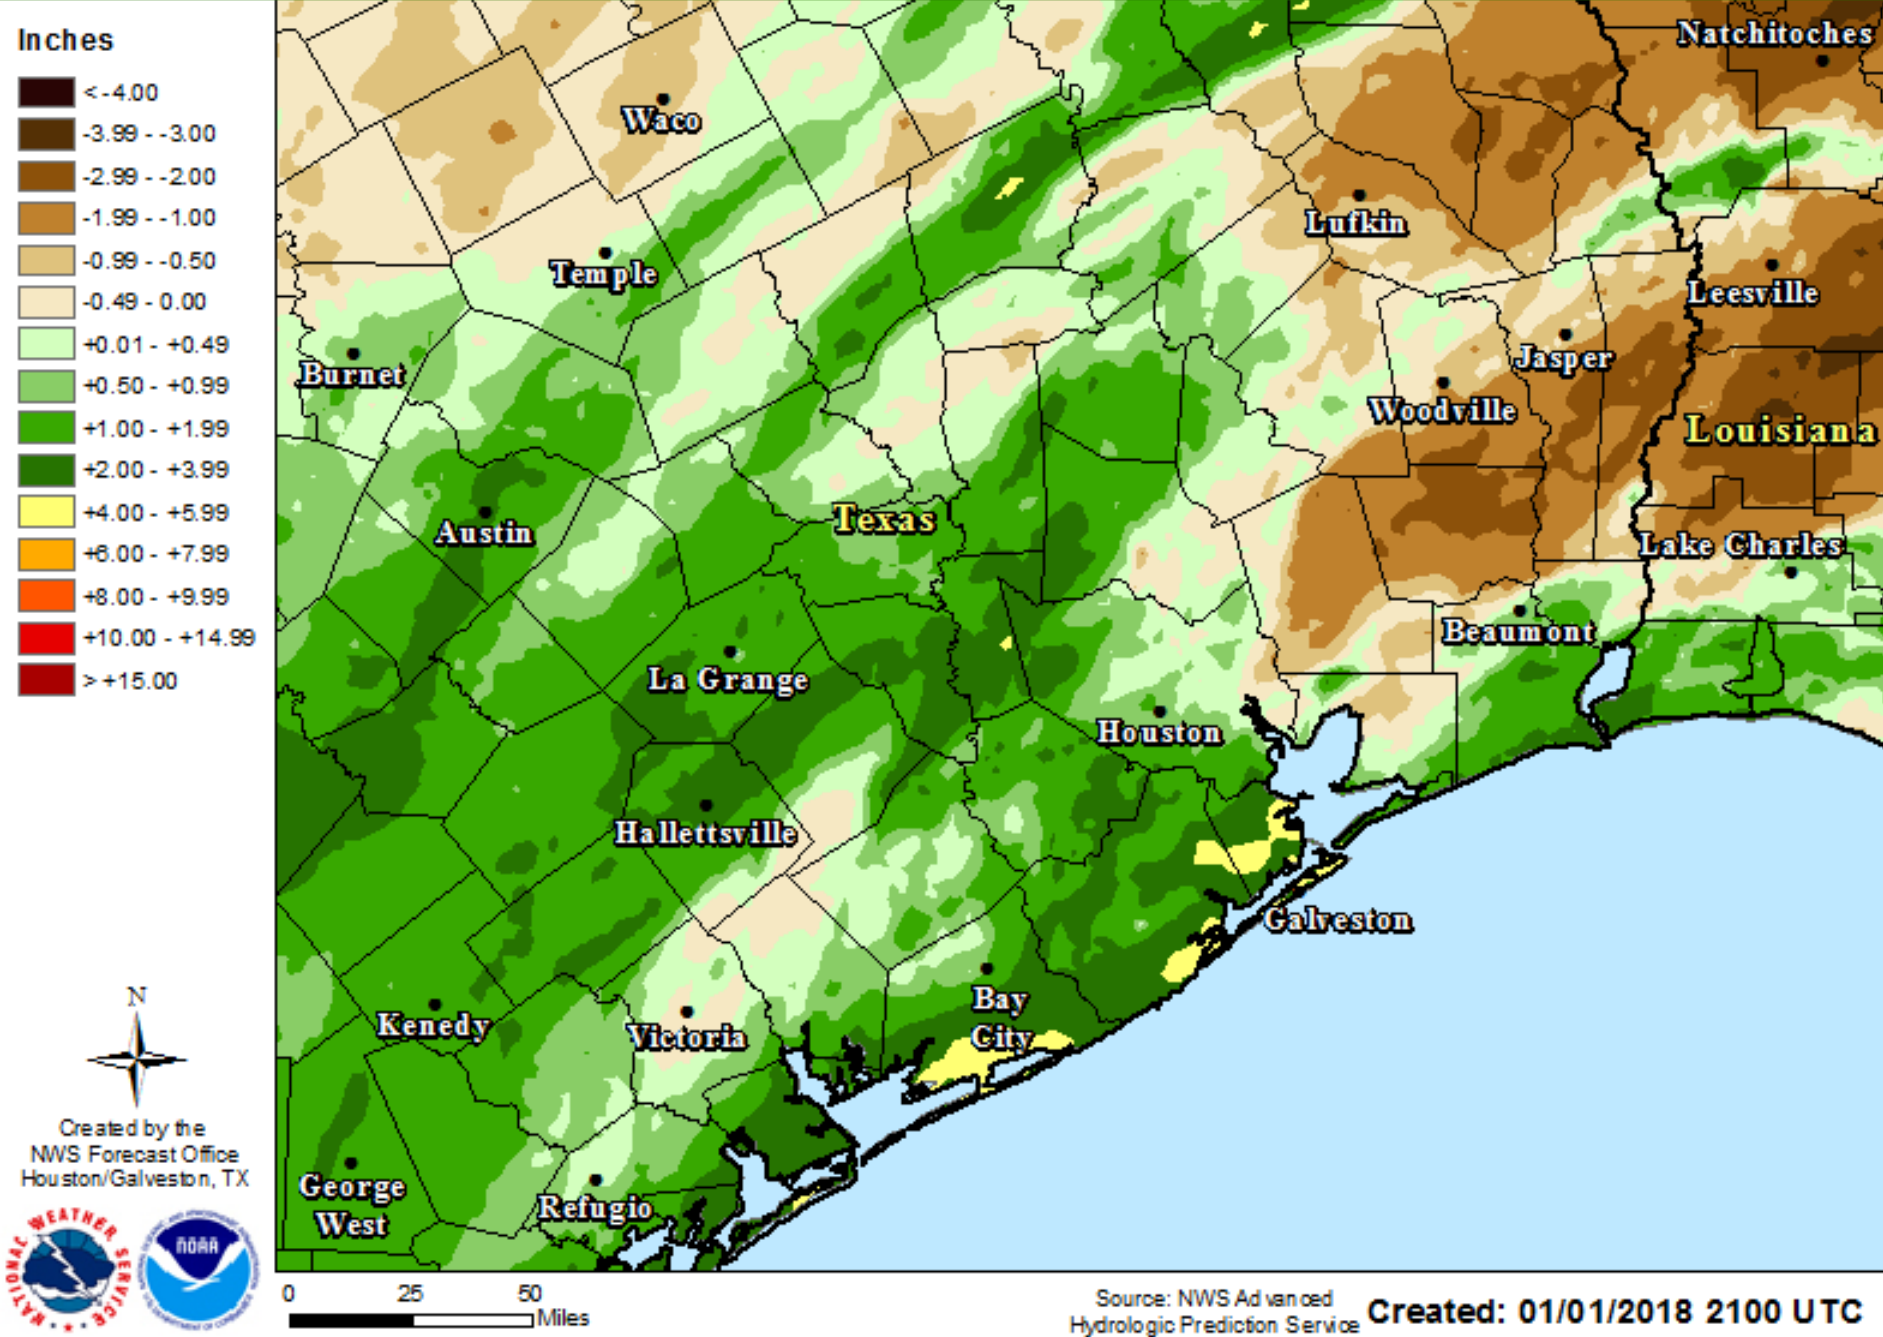 Inches
< -4.00
-3.99 - -3.00
-2.99 - -2.00
-1.99 - -1.00
-0.99 - -0.50
-0.49 - 0.00
+0.01 - +0.49
+0.50 - +0.99
+1.00 - +1.99
+2.00 - +3.99
+4.00 - +5.99
+6.00 - +7.99
+8.00 - +9.99
+10.00 - +14.99
> +15.00
Natchitoches
Waco
Lufkin
Temple
Leesville
Burnet
Jasper
Woodville
Louisiana
Austin
Texas
Lake Charles
Beaumont
La Grange
Houston
Hallettsville
Galveston
Bay
City
Kenedy
Victoria
George
West
Refugio
N
Created by the
NWS Forecast Office
Houston/Galveston, TX
NATIONAL WEATHER SERVICE
NOAA
0 25 50
Miles
Source: NWS Advanced
Hydrologic Prediction Service
Created: 01/01/2018 2100 UTC